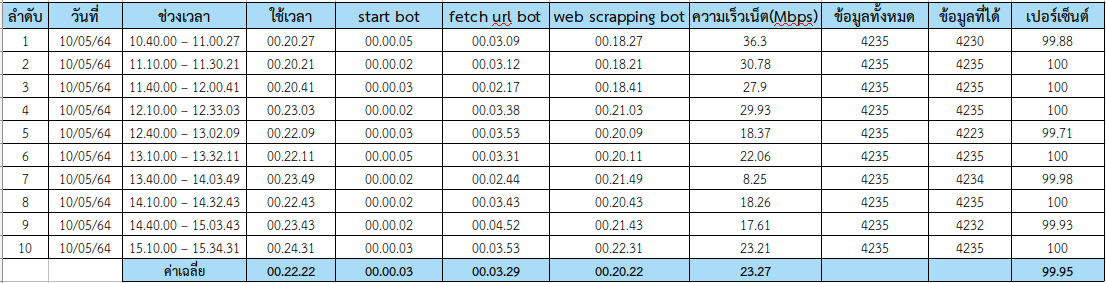 ลำดับ วันที่ ช่วงเวลา ใช้เวลา start bot fetch url bot web scrapping bot ความเร็วเน็ต(Mbps) ข้อมูลทั้งหมด ข้อมูลที่ได้ เปอร์เซ็นต์
1 10/05/64 10.40.00 – 11.00.27 00.20.27 00.00.05 00.03.09 00.18.27 36.3 4235 4230 99.88
2 10/05/64 11.10.00 – 11.30.21 00.20.21 00.00.02 00.03.12 00.18.21 30.78 4235 4235 100
3 10/05/64 11.40.00 – 12.00.41 00.20.41 00.00.03 00.02.17 00.18.41 27.9 4235 4235 100
4 10/05/64 12.10.00 – 12.33.03 00.23.03 00.00.02 00.03.38 00.21.03 29.93 4235 4235 100
5 10/05/64 12.40.00 – 13.02.09 00.22.09 00.00.03 00.03.53 00.20.09 18.37 4235 4223 99.71
6 10/05/64 13.10.00 – 13.32.11 00.22.11 00.00.05 00.03.31 00.20.11 22.06 4235 4235 100
7 10/05/64 13.40.00 – 14.03.49 00.23.49 00.00.02 00.02.44 00.21.49 8.25 4235 4234 99.98
8 10/05/64 14.10.00 – 14.32.43 00.22.43 00.00.02 00.03.43 00.20.43 18.26 4235 4235 100
9 10/05/64 14.40.00 – 15.03.43 00.23.43 00.00.02 00.04.52 00.21.43 17.61 4235 4232 99.93
10 10/05/64 15.10.00 – 15.34.31 00.24.31 00.00.03 00.03.53 00.22.31 23.21 4235 4235 100
ค่าเฉลี่ย 00.22.22 00.00.03 00.03.29 00.20.22 23.27 99.95